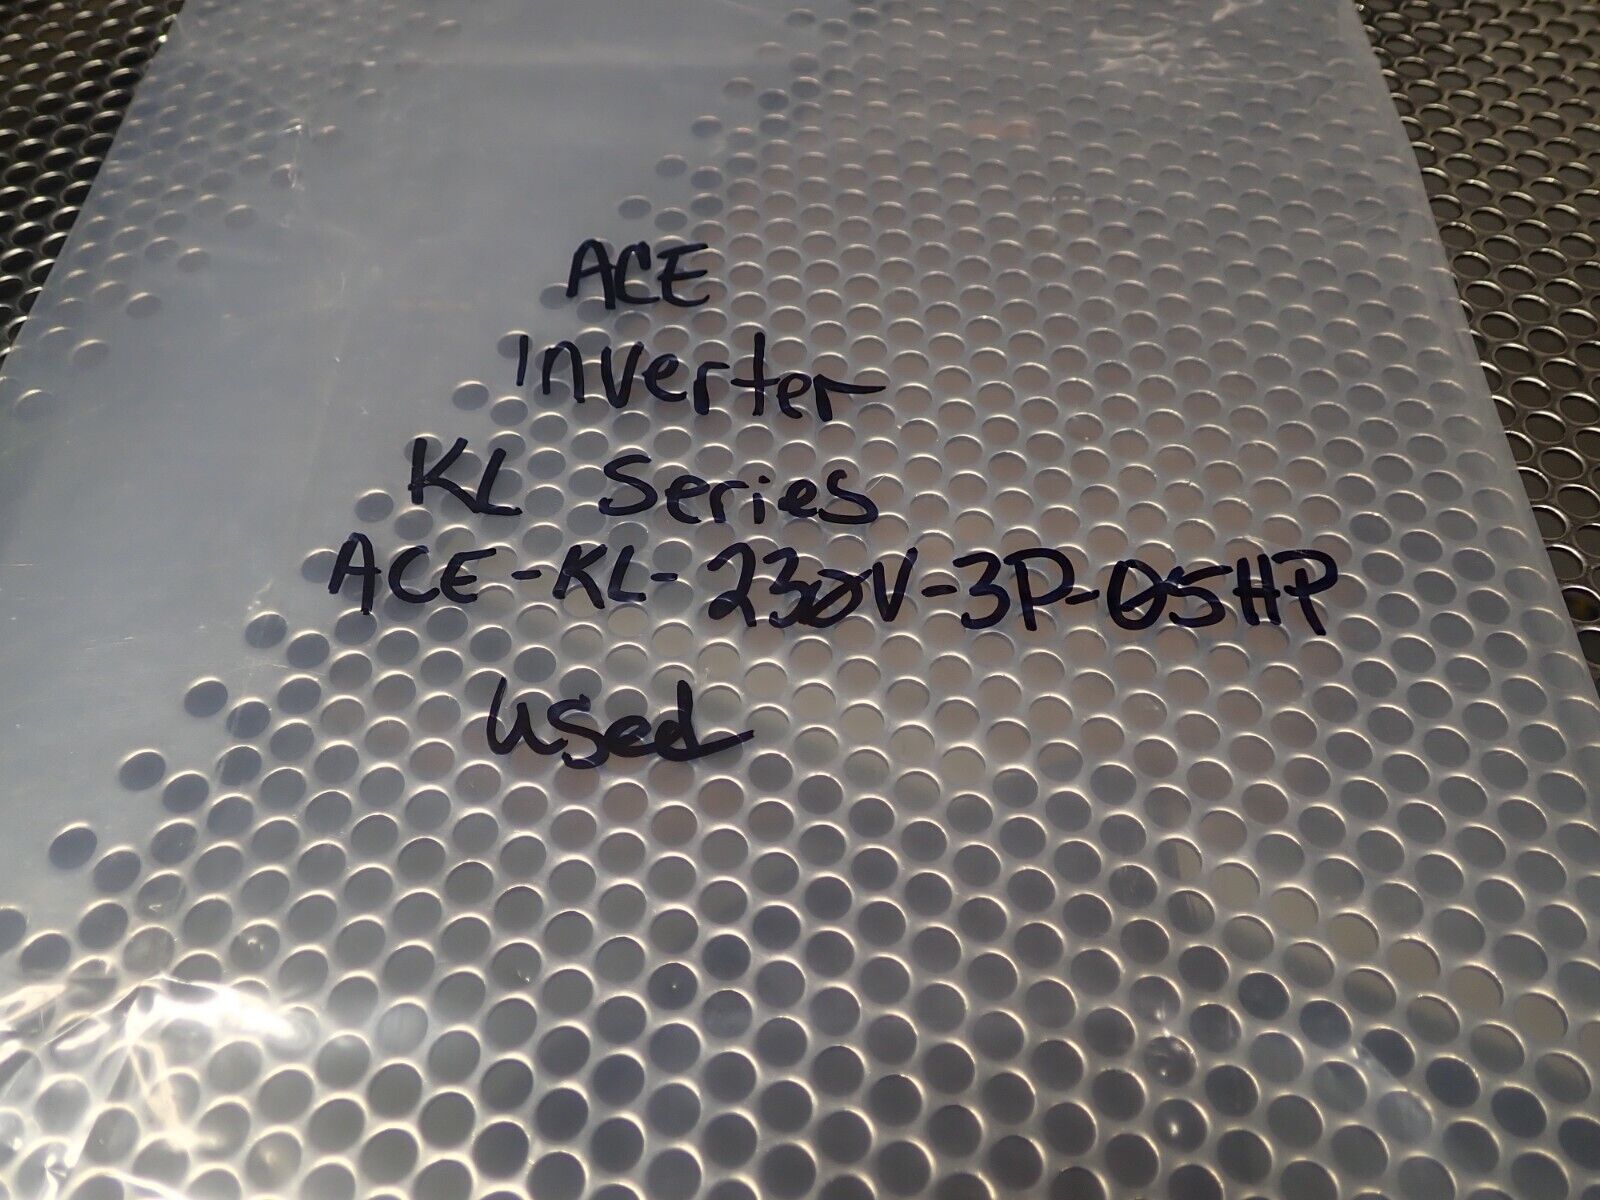 ACE
inverter
KL Series
ACE-KL-230V-3P-05HP
Used